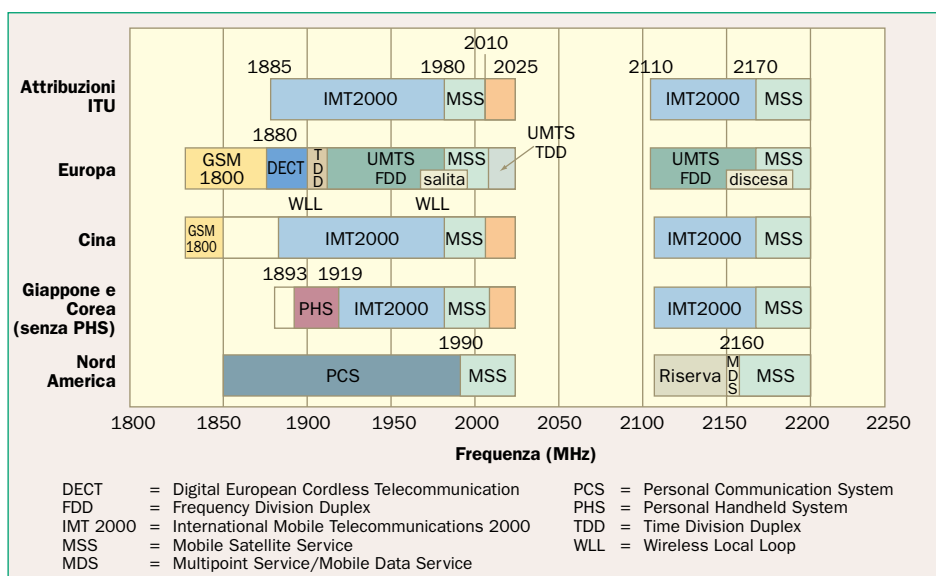 2010
1885 1980 2025 2110 2170
Attribuzioni
ITU
IMT2000 MSS IMT2000 MSS
1880
UMTS
TDD
Europa
GSM
1800
DECT
TDD
UMTS
FDD
salita
MSS
UMTS
FDD
discesa
MSS
WLL WLL
Cina
GSM
1800
IMT2000 MSS IMT2000 MSS
1893 1919
Giappone e
Corea
(senza PHS)
PHS IMT2000 MSS IMT2000 MSS
1990 2160
Nord
America
PCS MSS Riserva MDS MSS
1800 1850 1900 1950 2000 2050 2100 2150 2200 2250
Frequenza (MHz)
DECT = Digital European Cordless Telecommunication
FDD = Frequency Division Duplex
IMT 2000 = International Mobile Telecommunications 2000
MSS = Mobile Satellite Service
MDS = Multipoint Service/Mobile Data Service
PCS = Personal Communication System
PHS = Personal Handheld System
TDD = Time Division Duplex
WLL = Wireless Local Loop